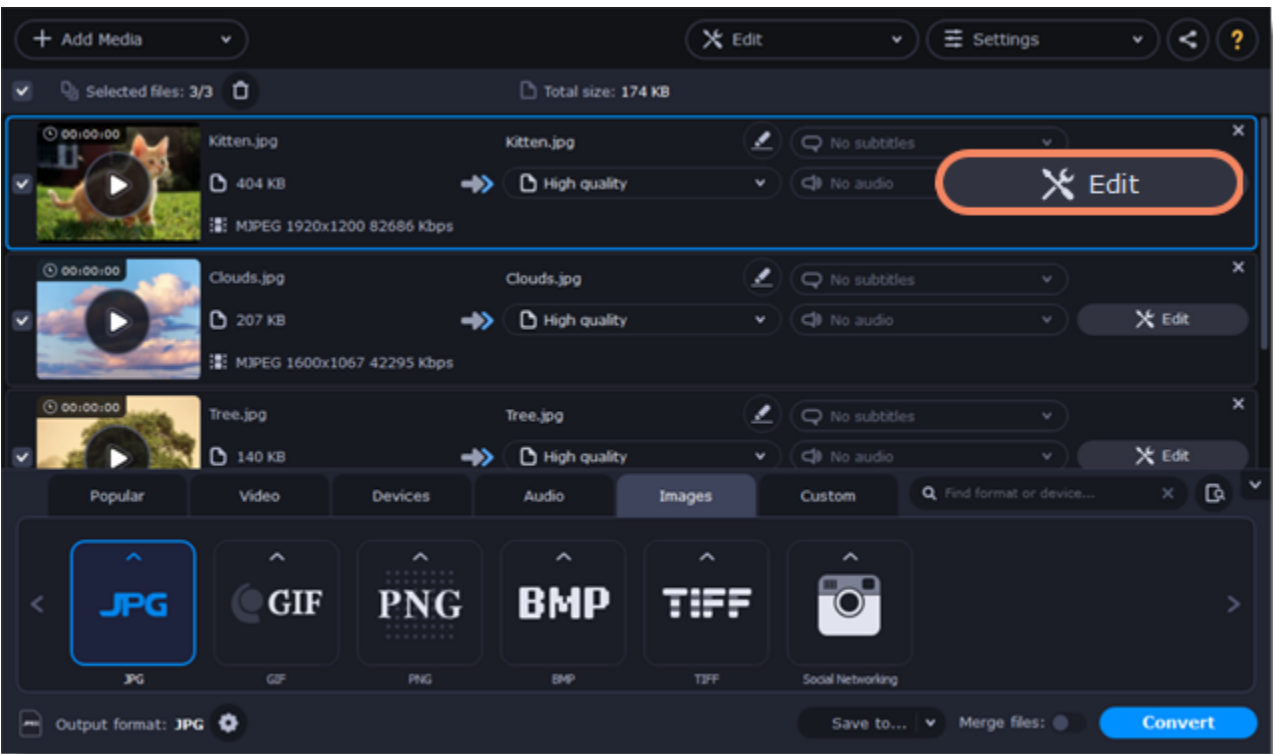 Add Media
Edit
Settings
?
Selected files: 3/3
Total size: 174 KB
00:00:00
Kitten.jpg
Kitten.jpg
No subtitles
404 KB
High quality
No audio
Edit
MJPEG 1920x1200 82686 Kbps
00:00:00
Clouds.jpg
Clouds.jpg
No subtitles
207 KB
High quality
No audio
Edit
MJPEG 1600x1067 42295 Kbps
00:00:00
Tree.jpg
Tree.jpg
No subtitles
140 KB
High quality
No audio
Edit
Popular
Video
Devices
Audio
Images
Custom
Find format or device...
JPG
GIF
PNG
BMP
TIFF
JPG
GIF
PNG
BMP
TIFF
Social Networking
Output format: JPG
Save to...
Merge files:
Convert